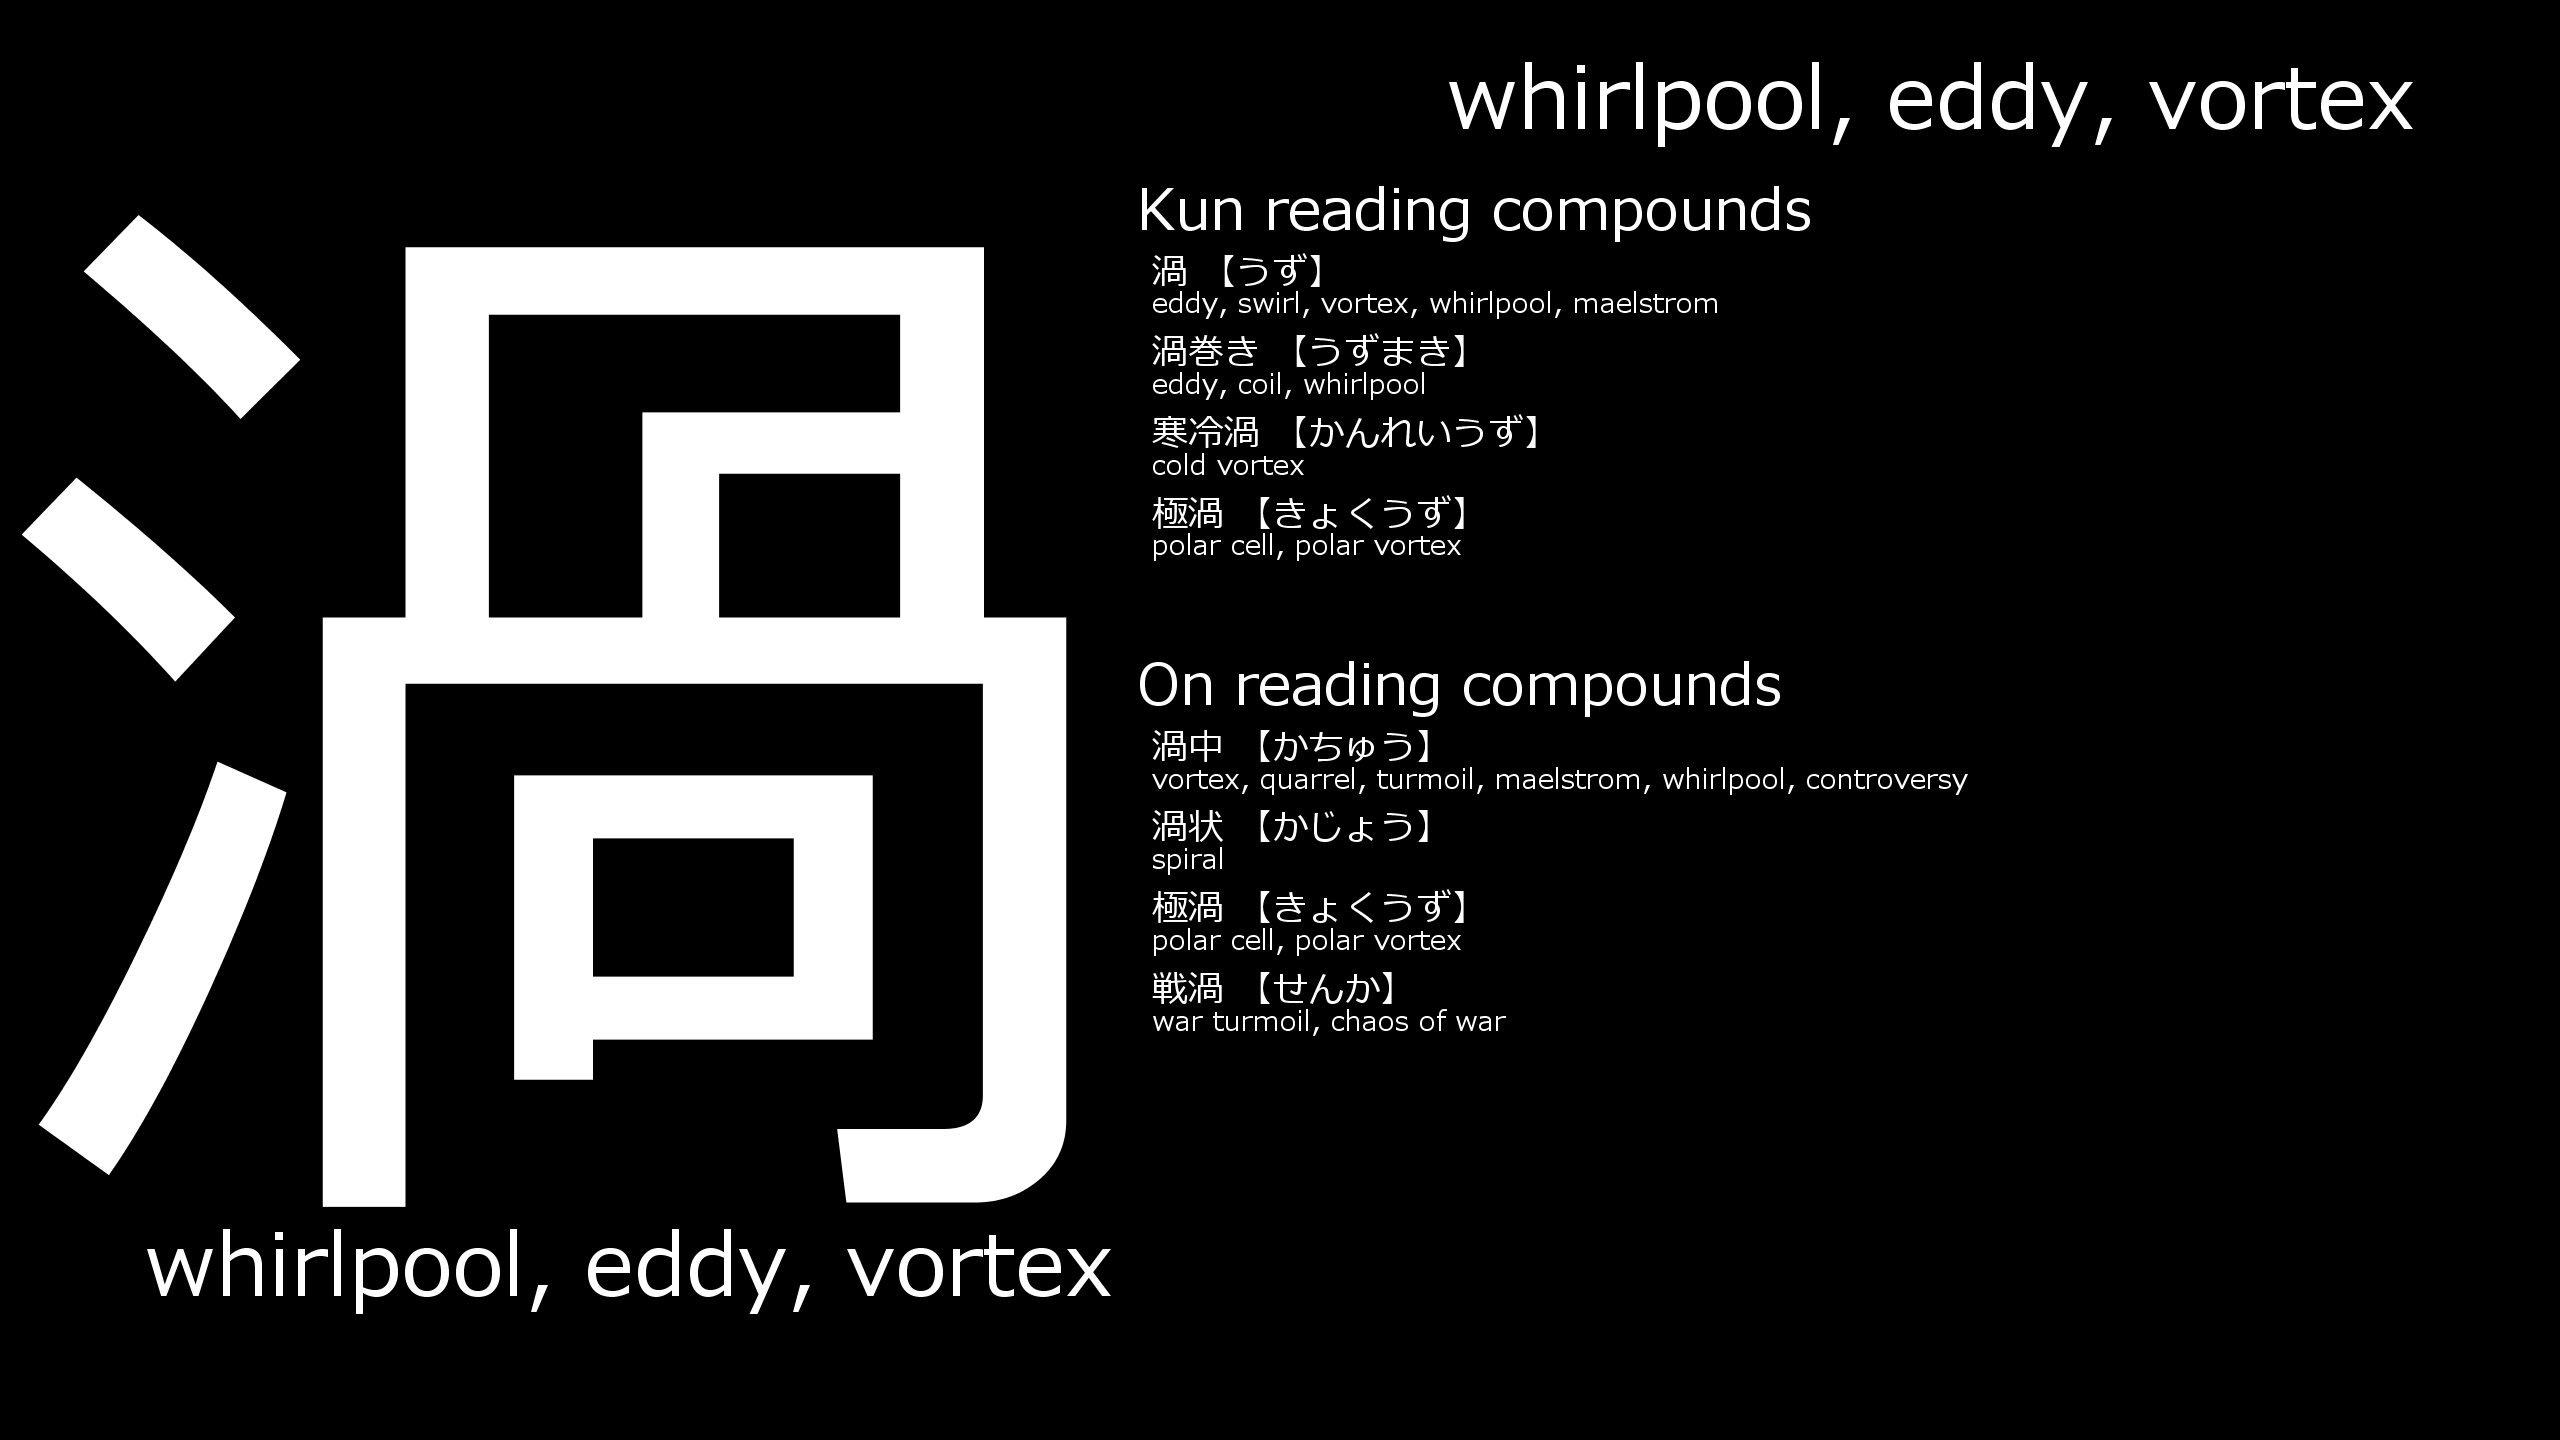 渦
whirlpool, eddy, vortex
whirlpool, eddy, vortex
Kun reading compounds
渦 【うず】
eddy, swirl, vortex, whirlpool, maelstrom
渦巻き 【うずまき】
eddy, coil, whirlpool
寒冷渦 【かんれいうず】
cold vortex
極渦 【きょくうず】
polar cell, polar vortex
On reading compounds
渦中 【かちゅう】
vortex, quarrel, turmoil, maelstrom, whirlpool, controversy
渦状 【かじょう】
spiral
極渦 【きょくうず】
polar cell, polar vortex
戦渦 【せんか】
war turmoil, chaos of war